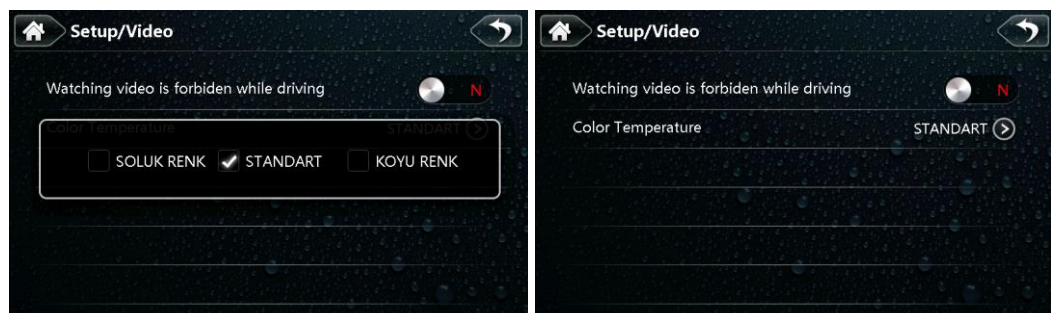 Setup/Video
Watching video is forbiden while driving
N
Color Temperature
STANDART
SOLUK RENK
STANDART
KOYU RENK
Setup/Video
Watching video is forbiden while driving
N
Color Temperature
STANDART